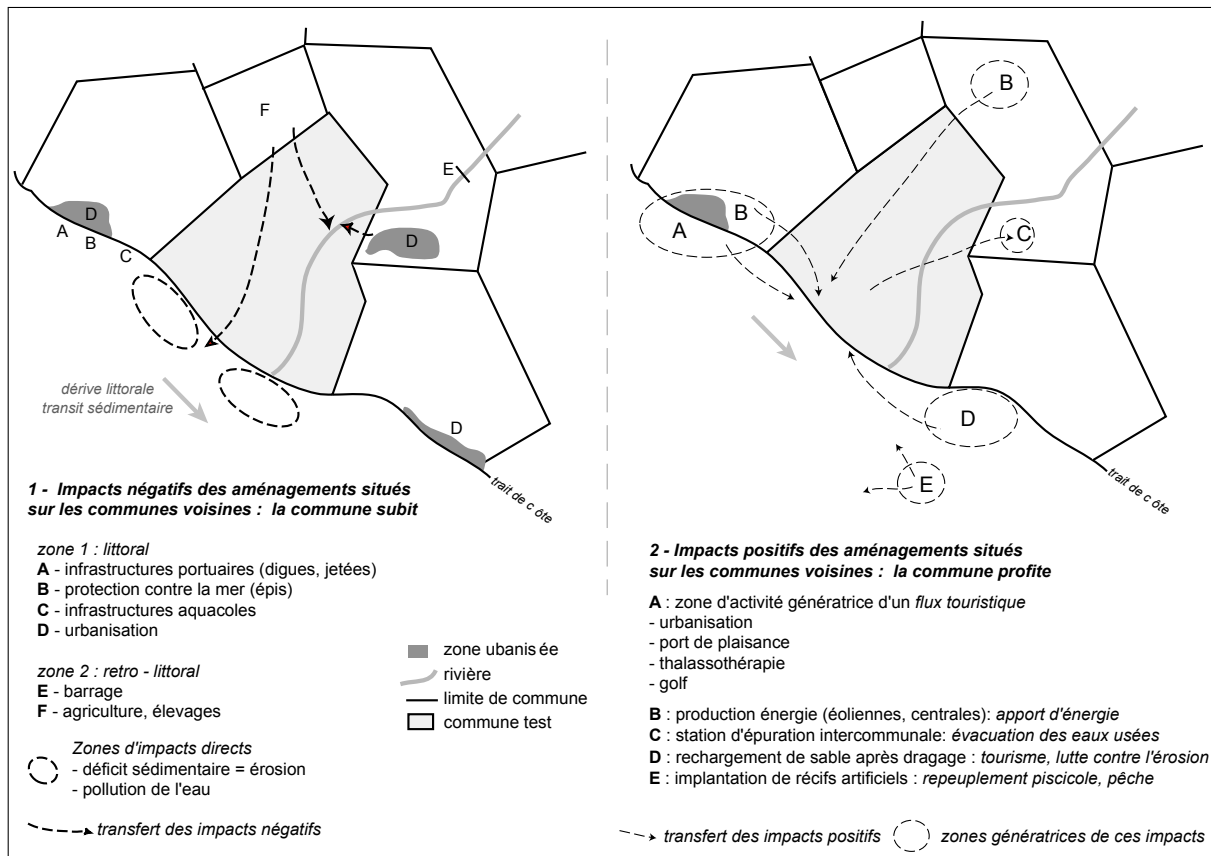 F
E
D
A
B
C
D
dérive littorale
transit sédimentaire
D
trait de c ôte
1 - Impacts négatifs des aménagements situés
sur les communes voisines : la commune subit
zone 1 : littoral
A - infrastructures portuaires (digues, jetées)
B - protection contre la mer (épis)
C - infrastructures aquacoles
D - urbanisation
zone 2 : retro - littoral
E - barrage
F - agriculture, élevages
Zones d'impacts directs
- déficit sédimentaire = érosion
- pollution de l'eau
transfert des impacts négatifs
zone ubanis ée
rivière
limite de commune
commune test
B
A
B
C
D
E
trait de c ôte
2 - Impacts positifs des aménagements situés
sur les communes voisines : la commune profite
A : zone d'activité génératrice d'un flux touristique
- urbanisation
- port de plaisance
- thalassothérapie
- golf
B : production énergie (éoliennes, centrales): apport d'énergie
C : station d'épuration intercommunale: évacuation des eaux usées
D : rechargement de sable après dragage : tourisme, lutte contre l'érosion
E : implantation de récifs artificiels : repeuplement piscicole, pêche
transfert des impacts positifs
zones génératrices de ces impacts